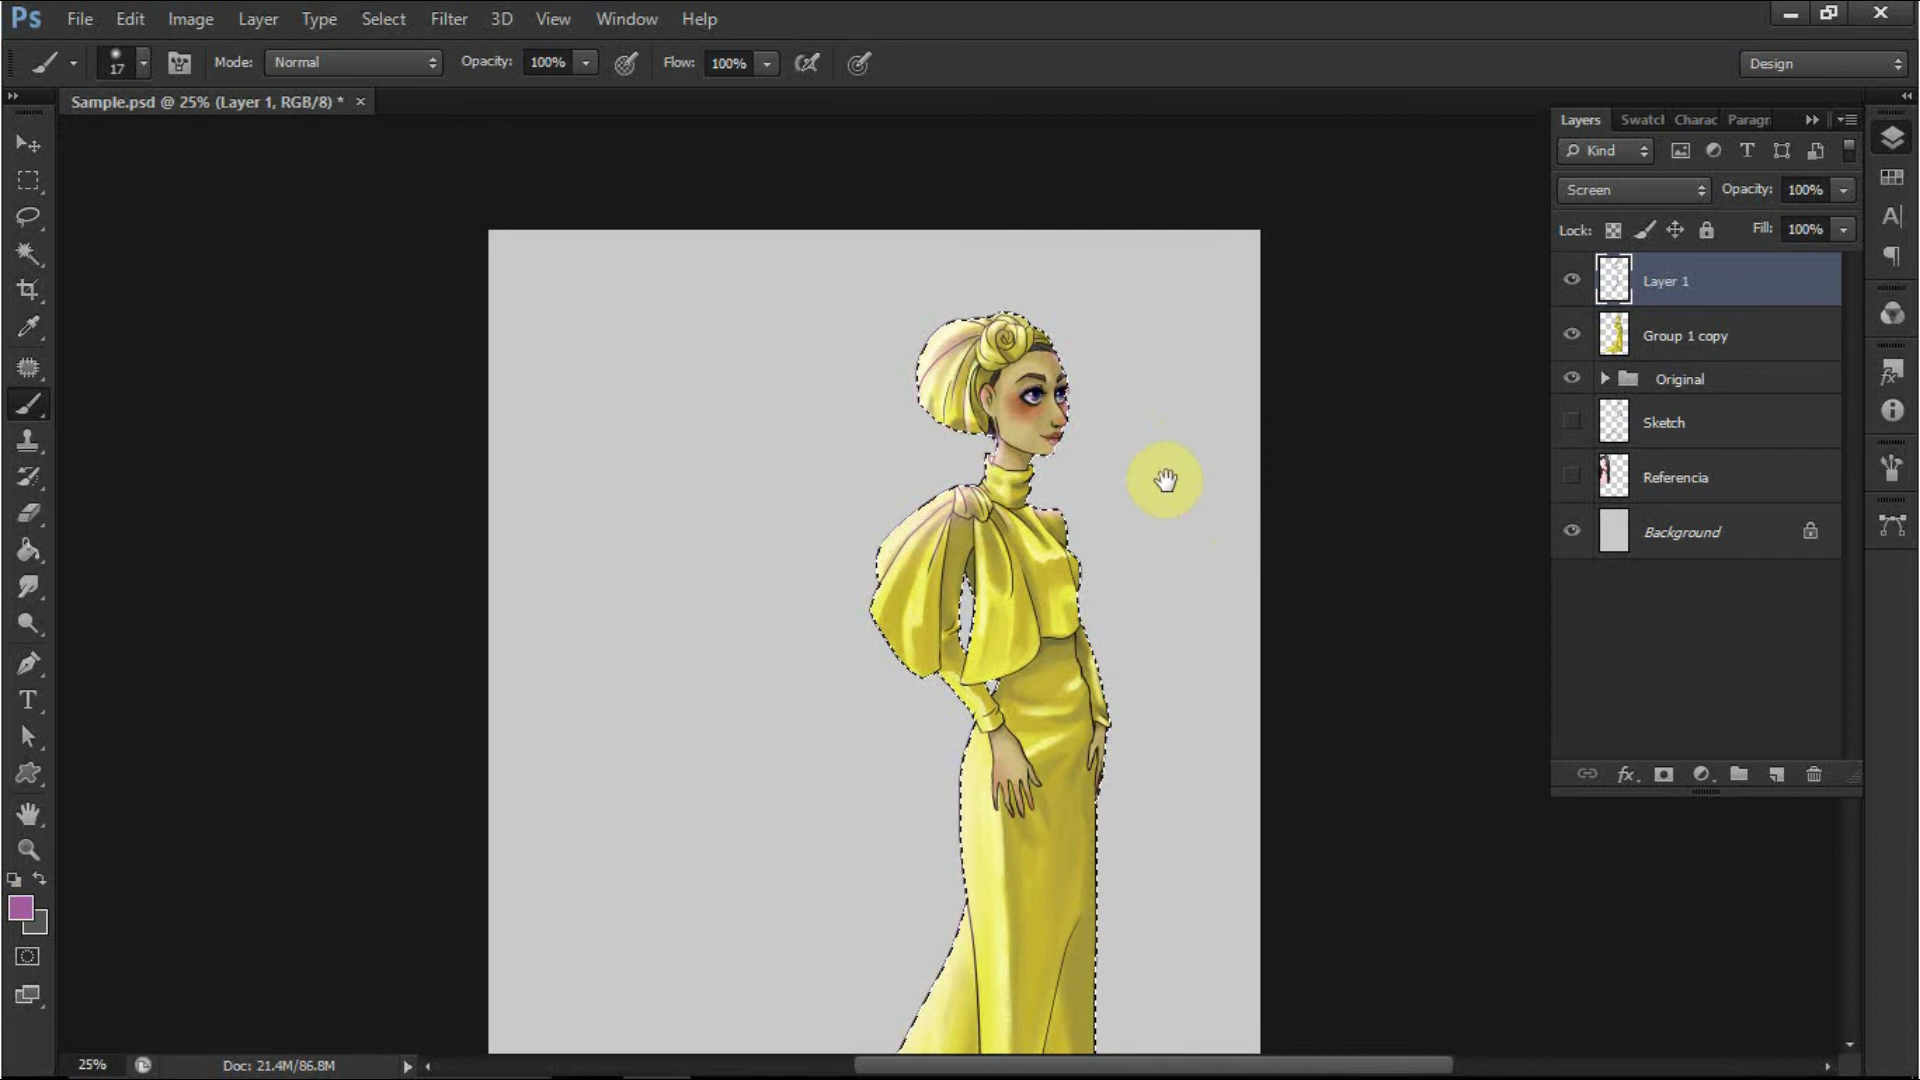 Ps File Edit Image Layer Type Select Filter 3D View Window Help
17 Mode: Normal Opacity: 100% Flow: 100% Design
Sample.psd @ 25% (Layer 1, RGB/8) * ×
Layers Swatcl Charac Paragr
Kind
Screen Opacity: 100%
Lock: Fill: 100%
Layer 1
Group 1 copy
Original
Sketch
Referencia
Background
fx
25% Doc: 21.4M/86.8M